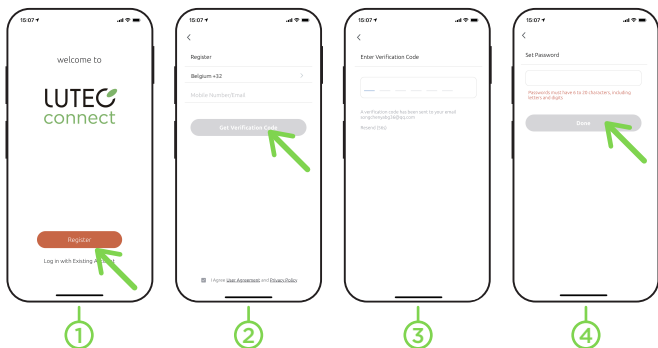 15:07
welcome to
LUTEC
connect
Register
Log in with Existing Account
1
15:07
Register
Belgium +32
Mobile Number/Email
Get Verification Code
I Agree User Agreement and Privacy Policy
2
15:07
Enter Verification Code
A verification code has been sent to your email
Resend
3
15:07
Set Password
Passwords must have 6 to 20 characters, including
letters and digits
Done
4